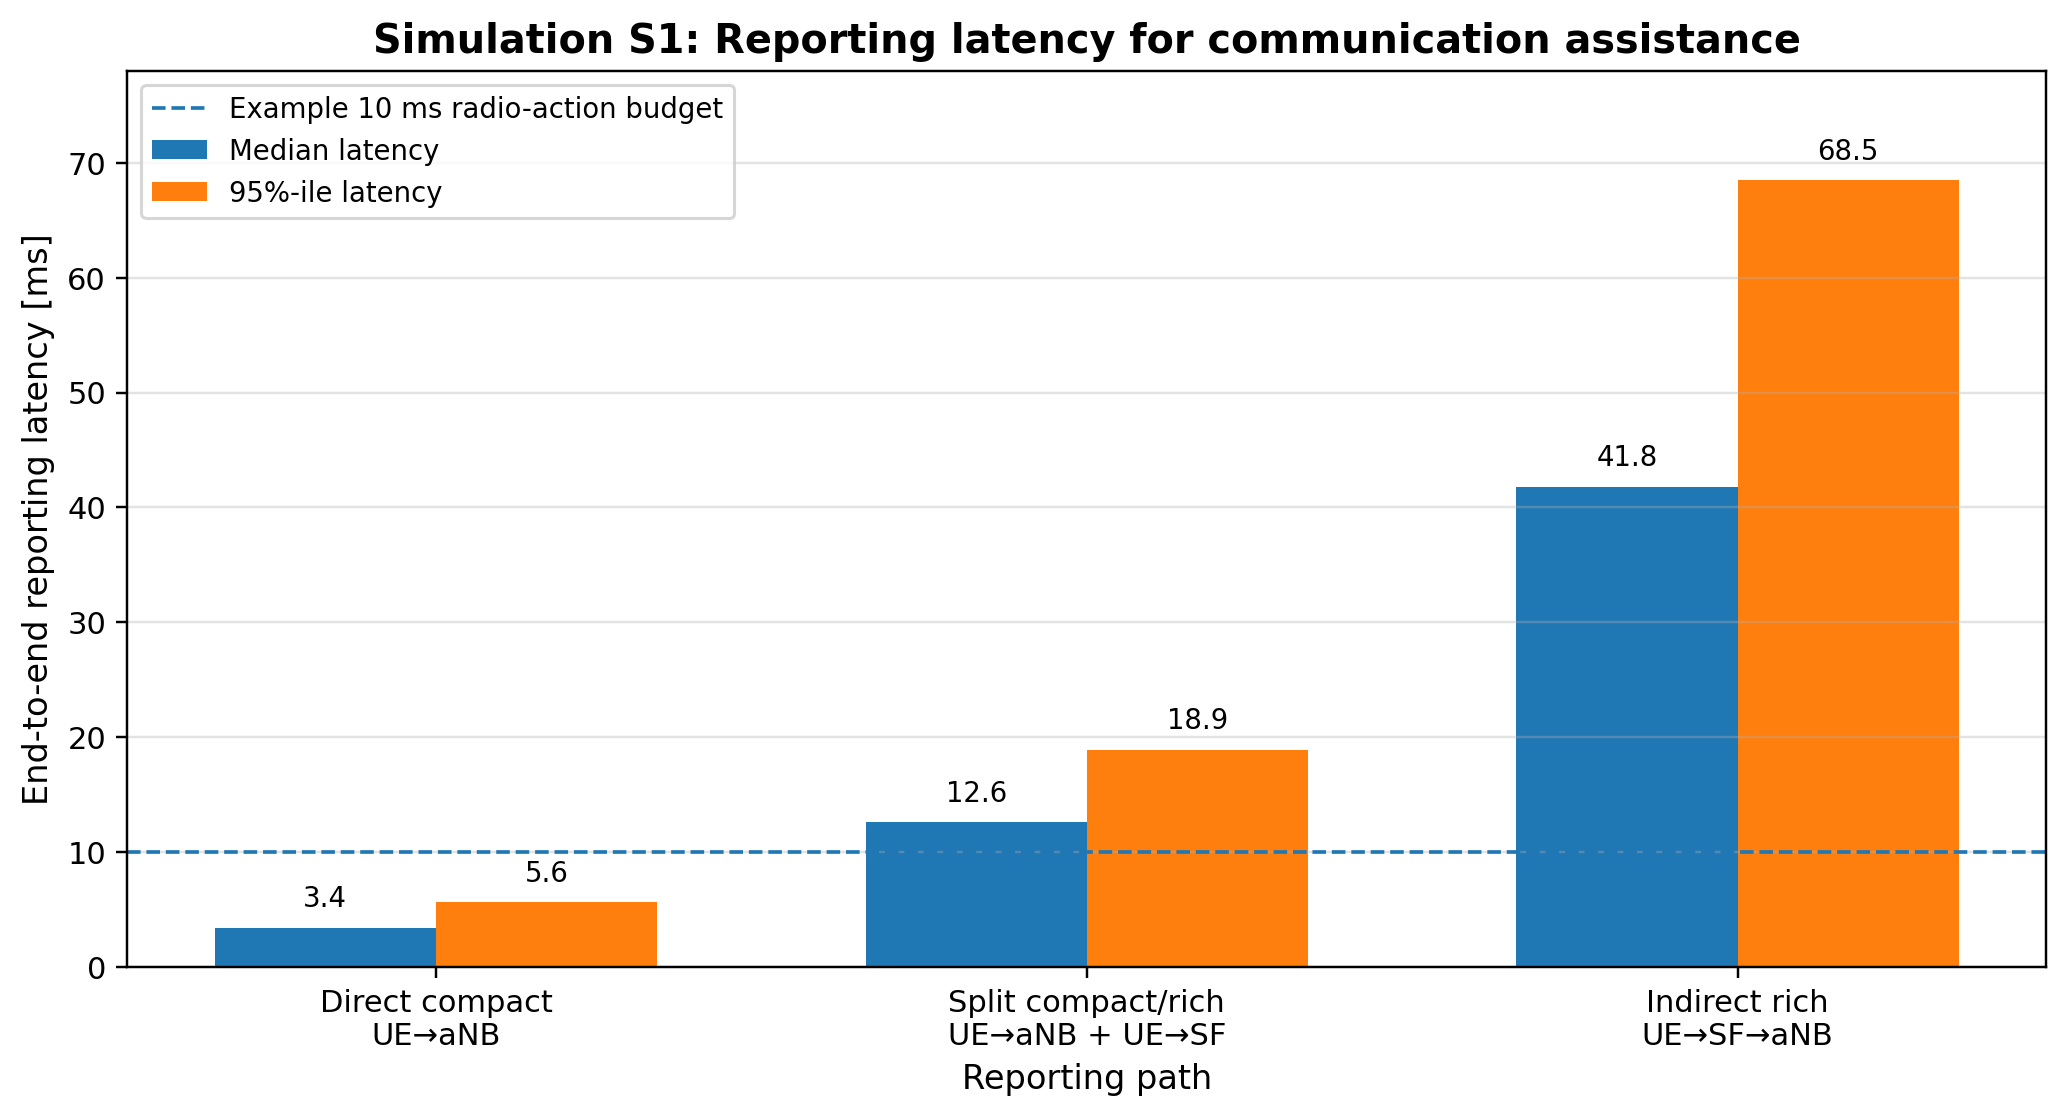 Simulation S1: Reporting latency for communication assistance
Example 10 ms radio-action budget
Median latency
95%-ile latency
End-to-end reporting latency [ms]
70
60
50
40
30
20
10
0
3.4
5.6
12.6
18.9
41.8
68.5
Direct compact
UE→aNB
Split compact/rich
UE→aNB + UE→SF
Indirect rich
UE→SF→aNB
Reporting path